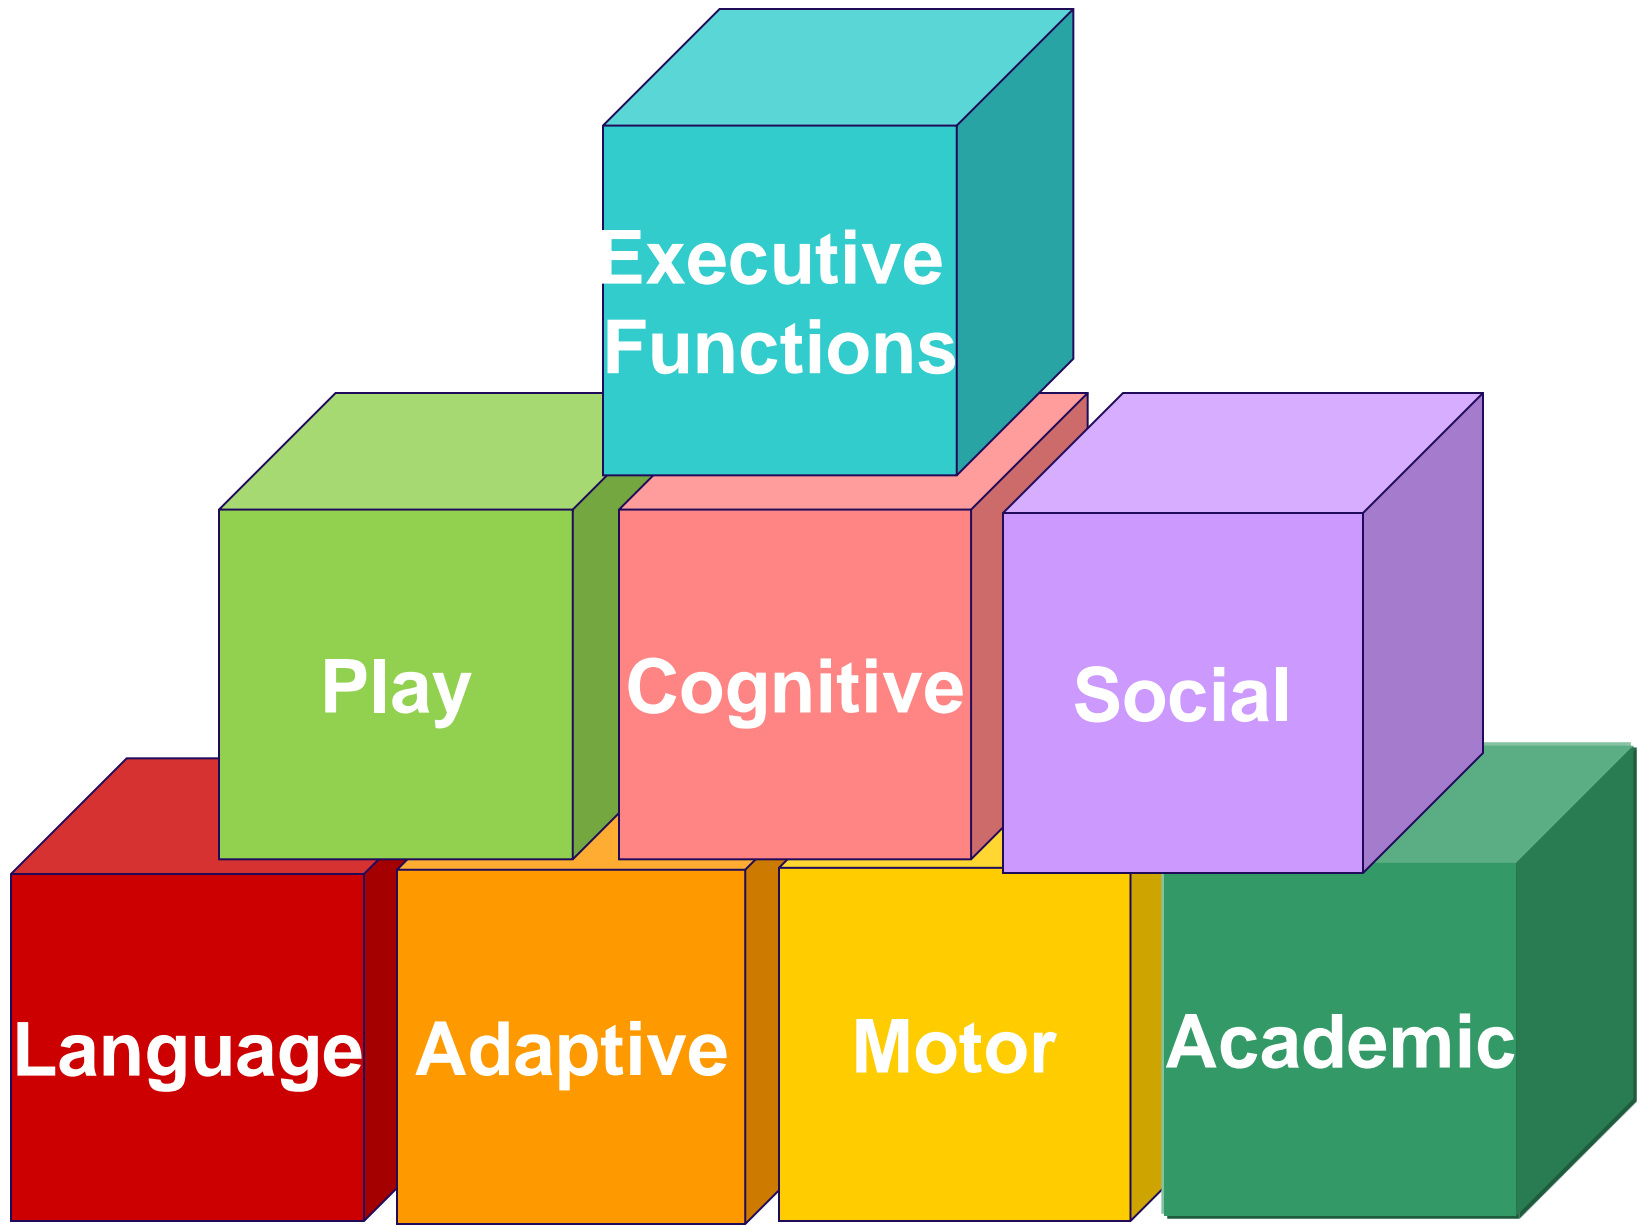 Executive
Functions
Play
Cognitive
Social
Language
Adaptive
Motor
Academic